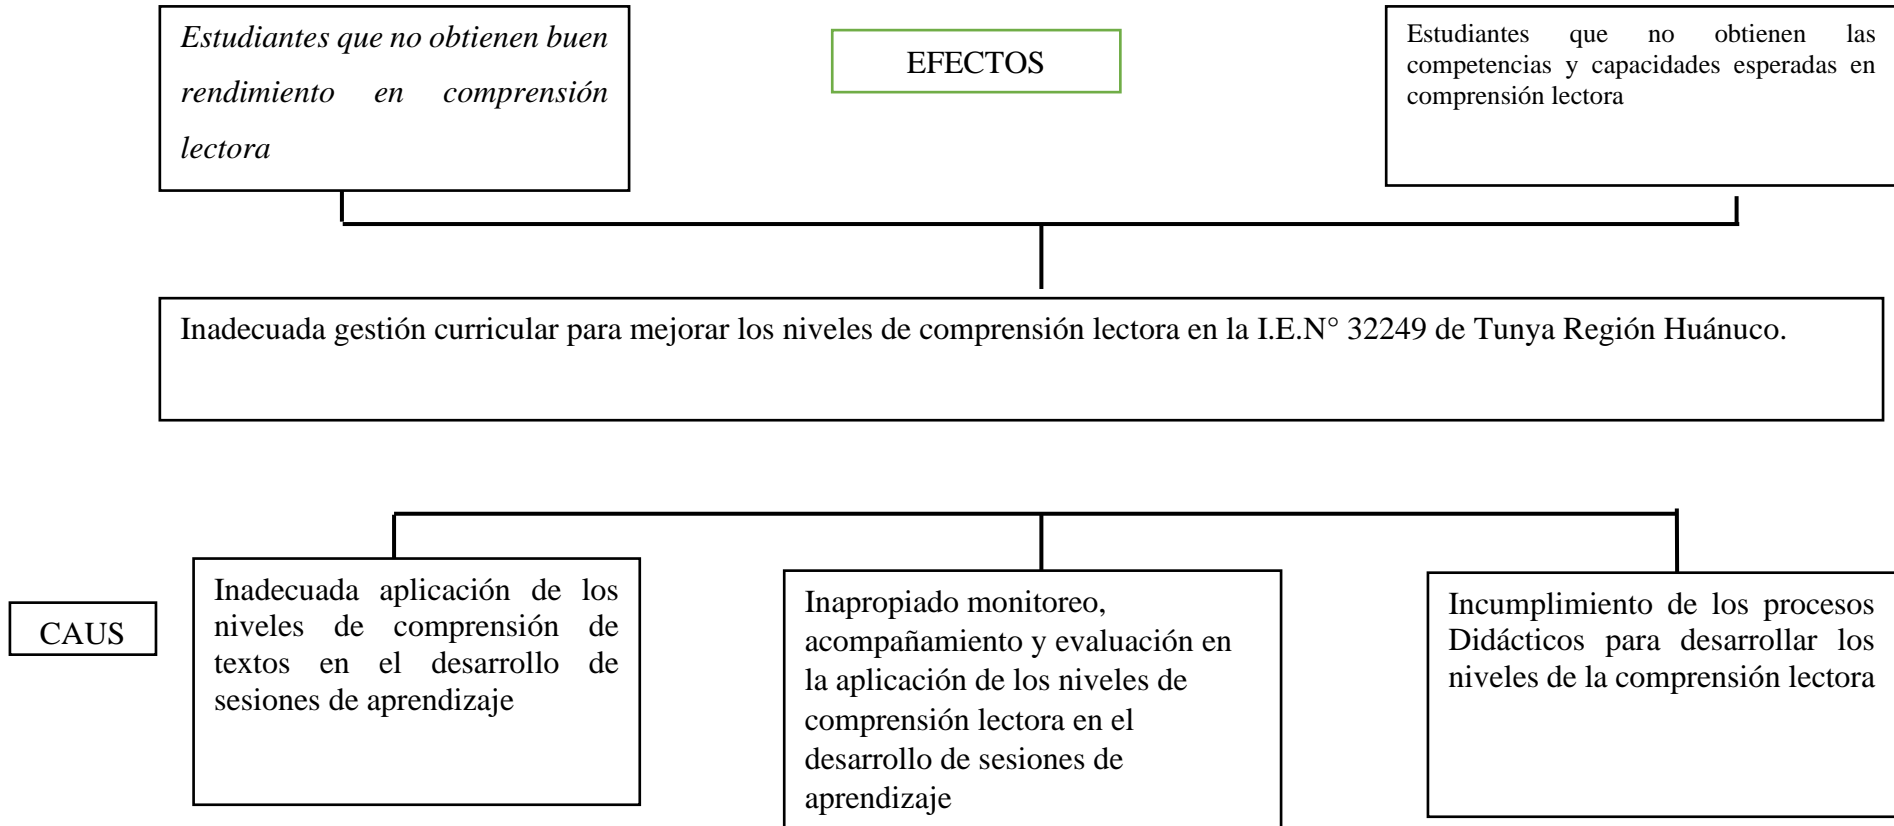 Estudiantes que no obtienen buen
rendimiento en comprensión
lectora
EFECTOS
Estudiantes que no obtienen las
competencias y capacidades esperadas en
comprensión lectora
Inadecuada gestión curricular para mejorar los niveles de comprensión lectora en la I.E.N° 32249 de Tunya Región Huánuco.
CAUS
Inadecuada aplicación de los
niveles de comprensión de
textos en el desarrollo de
sesiones de aprendizaje
Inapropiado monitoreo,
acompañamiento y evaluación en
la aplicación de los niveles de
comprensión lectora en el
desarrollo de sesiones de
aprendizaje
Incumplimiento de los procesos
Didácticos para desarrollar los
niveles de la comprensión lectora